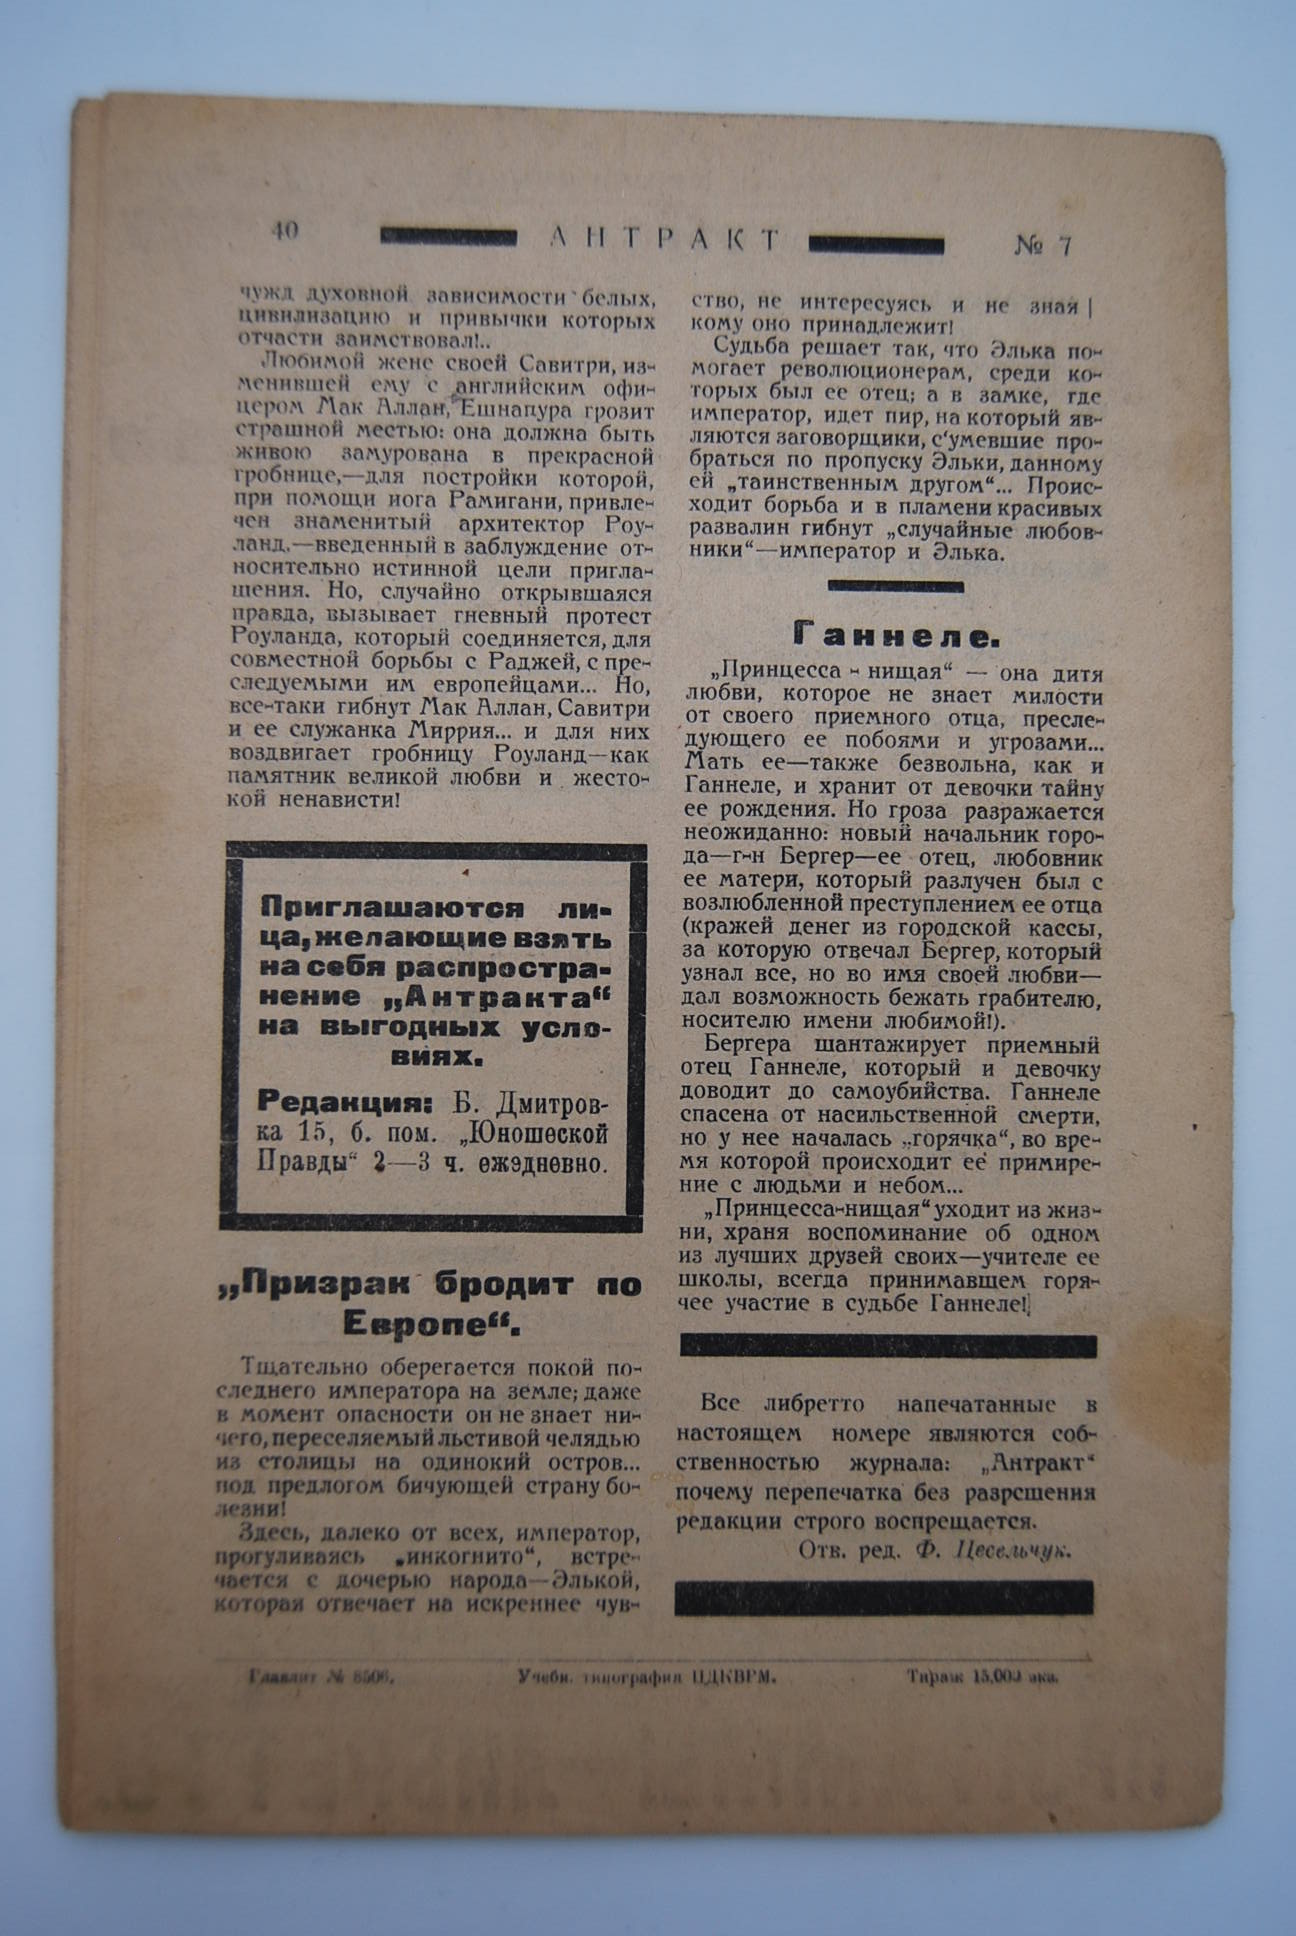 40
АНТРАКТ
№ 7
чужд духовной зависимости белых,
цивилизацию и привычки которых
отчасти заимствовал!..
Любимой жене своей Савитри, из-
менившей ему с английским офи-
цером Мак Аллан, Ешнапура грозит
страшной местью: она должна быть
живою замурована в прекрасной
гробнице,—для постройки которой,
при помощи иога Рамигани, привле-
чен знаменитый архитектор Роу-
ланд,—введенный в заблуждение от-
носительно истинной цели пригла-
шения. Но, случайно открывшаяся
правда, вызывает гневный протест
Роуланда, который соединяется, для
совместной борьбы с Раджей, с пре-
следуемыми им европейцами... Но,
все-таки гибнут Мак Аллан, Савитри
и ее служанка Миррия... и для них
воздвигает гробницу Роуланд—как
памятник великой любви и жесто-
кой ненависти!
Приглашаются ли-
ца, желающие взять
на себя распростра-
нение „Антракта“
на выгодных усло-
виях.
Редакция: Б. Дмитров-
ка 15, б. пом. „Юношеской
Правды“ 2—3 ч. ежедневно.
„Призрак бродит по
Европе“.
Тщательно оберегается покой по-
следнего императора на земле; даже
в момент опасности он не знает ни-
чего, переселяемый льстивой челядью
из столицы на одинокий остров...
под предлогом бичующей страну бо-
лезни!
Здесь, далеко от всех, император,
прогуливаясь „инкогнито“, встре-
чается с дочерью народа—Элькой,
которая отвечает на искреннее чув-
ство, не интересуясь и не зная
кому оно принадлежит!
Судьба решает так, что Элька по-
могает революционерам, среди ко-
торых был ее отец; а в замке, где
император, идет пир, на который яв-
ляются заговорщики, с‘умевшие про-
браться по пропуску Эльки, данному
ей „таинственным другом“... Проис-
ходит борьба и в пламени красивых
развалин гибнут „случайные любов-
ники“—император и Элька.
Ганнеле.
„Принцесса - нищая“ — она дитя
любви, которое не знает милости
от своего приемного отца, пресле-
дующего ее побоями и угрозами...
Мать ее—также безвольна, как и
Ганнеле, и хранит от девочки тайну
ее рождения. Но гроза разражается
неожиданно: новый начальник горо-
да—г-н Бергер—ее отец, любовник
ее матери, который разлучен был с
возлюбленной преступлением ее отца
(кражей денег из городской кассы,
за которую отвечал Бергер, который
узнал все, но во имя своей любви—
дал возможность бежать грабителю,
носителю имени любимой!).
Бергера шантажирует приемный
отец Ганнеле, который и девочку
доводит до самоубийства. Ганнеле
спасена от насильственной смерти,
но у нее началась „горячка“, во вре-
мя которой происходит ее примире-
ние с людьми и небом...
„Принцесса-нищая“ уходит из жиз-
ни, храня воспоминание об одном
из лучших друзей своих—учителе ее
школы, всегда принимавшем горя-
чее участие в судьбе Ганнеле!
Все либретто напечатанные в
настоящем номере являются соб-
ственностью журнала: „Антракт“
почему перепечатка без разрешения
редакции строго воспрещается.
Отв. ред. Ф. Цесельчук.
Главлит № 8506.
Учебн. типография ЦДКВРМ.
Тираж 15,000 экз.